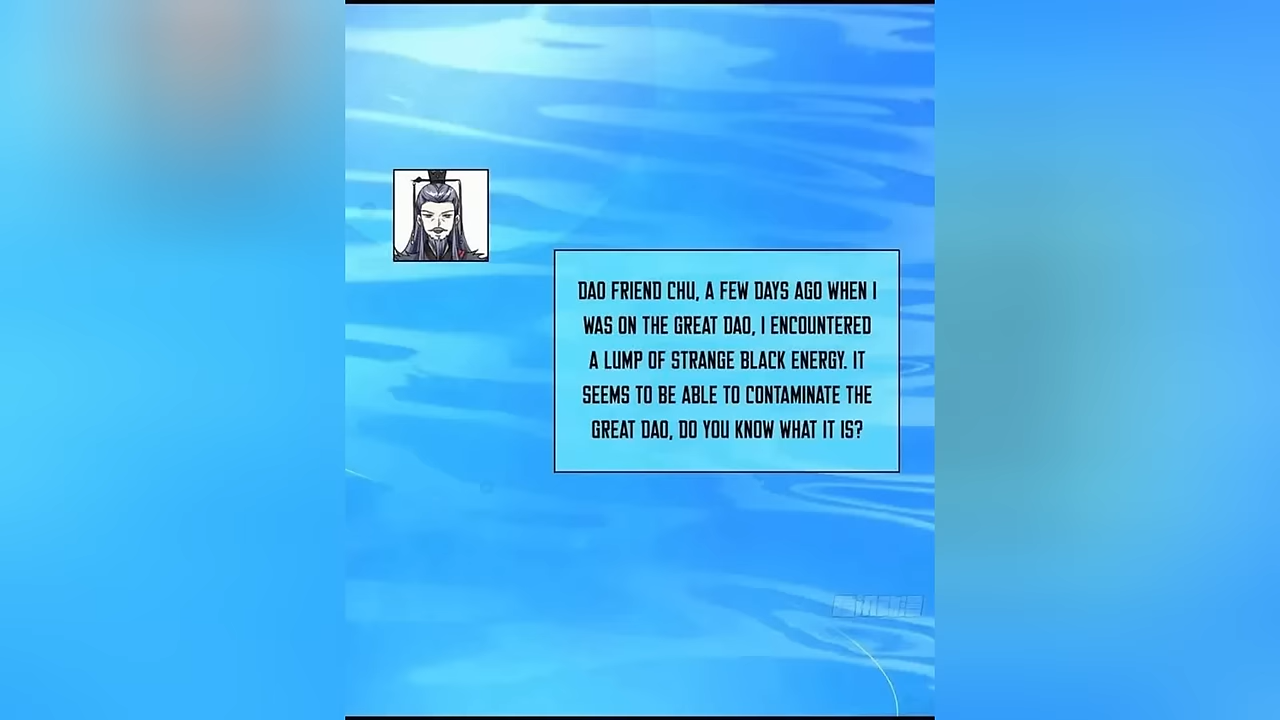 DAO FRIEND CHU, A FEW DAYS AGO WHEN I
WAS ON THE GREAT DAO, I ENCOUNTERED
A LUMP OF STRANGE BLACK ENERGY. IT
SEEMS TO BE ABLE TO CONTAMINATE THE
GREAT DAO, DO YOU KNOW WHAT IT IS?